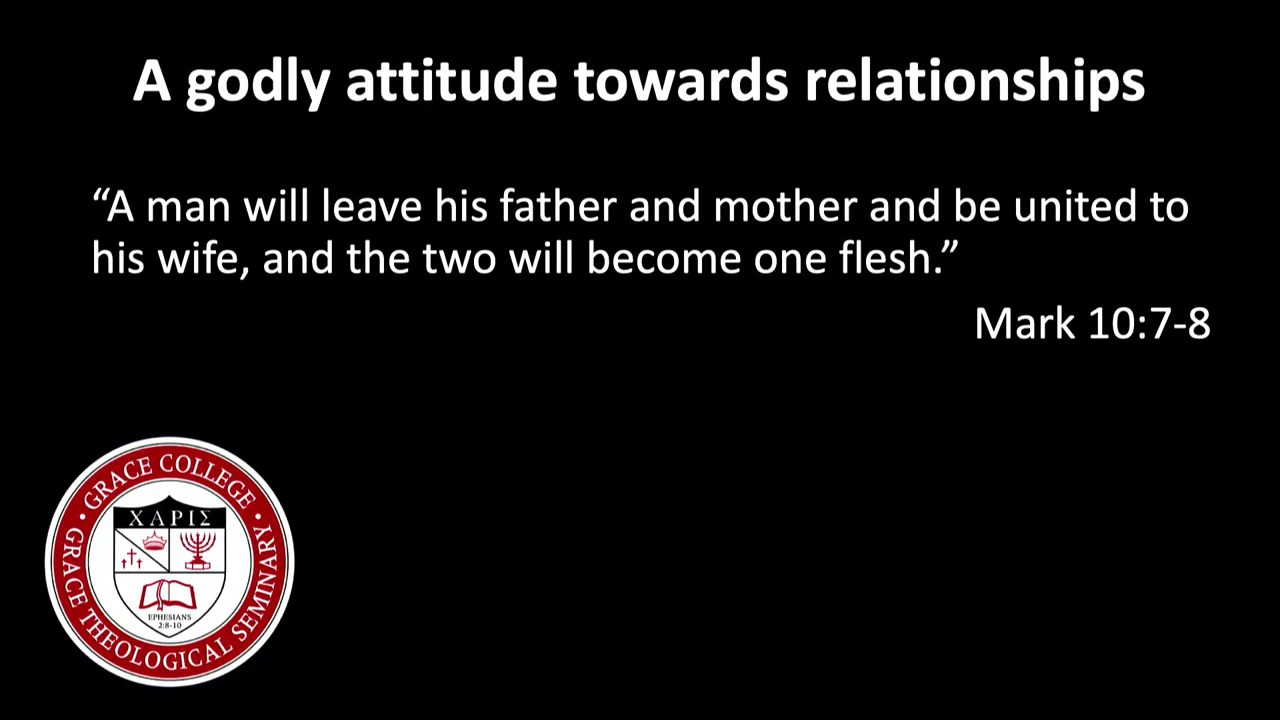 A godly attitude towards relationships
“A man will leave his father and mother and be united to
his wife, and the two will become one flesh.”
Mark 10:7-8
· GRACE COLLEGE ·
GRACE THEOLOGICAL SEMINARY
ΧΑΡΙΣ
EPHESIANS
2:8-10